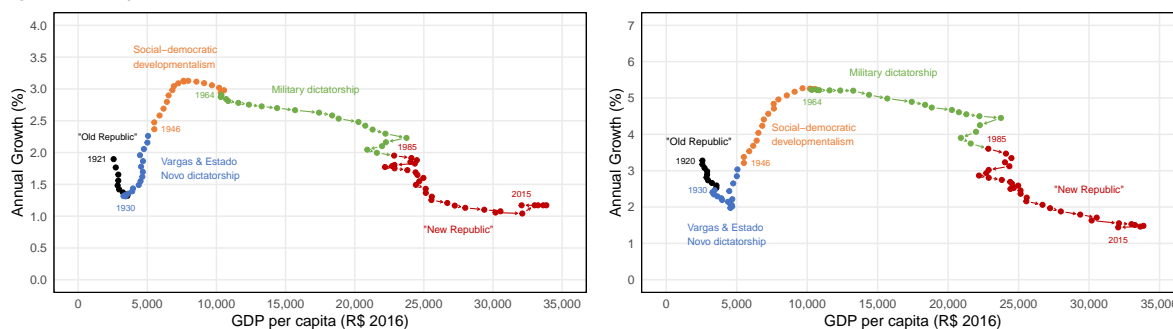 4.0
3.5
3.0
2.5
2.0
1.5
1.0
0.5
0.0
Annual Growth (%)
Social−democratic
developmentalism
Military dictatorship
1964
1946
"Old Republic"
1921
1930
Vargas & Estado
Novo dictatorship
1985
2015
"New Republic"
0
5,000
10,000
15,000
20,000
25,000
30,000
35,000
GDP per capita (R$ 2016)
7
6
5
4
3
2
1
0
Annual Growth (%)
Military dictatorship
1964
Social−democratic
developmentalism
"Old Republic"
1920
1946
1930
Vargas & Estado
Novo dictatorship
1985
"New Republic"
2015
0
5,000
10,000
15,000
20,000
25,000
30,000
35,000
GDP per capita (R$ 2016)